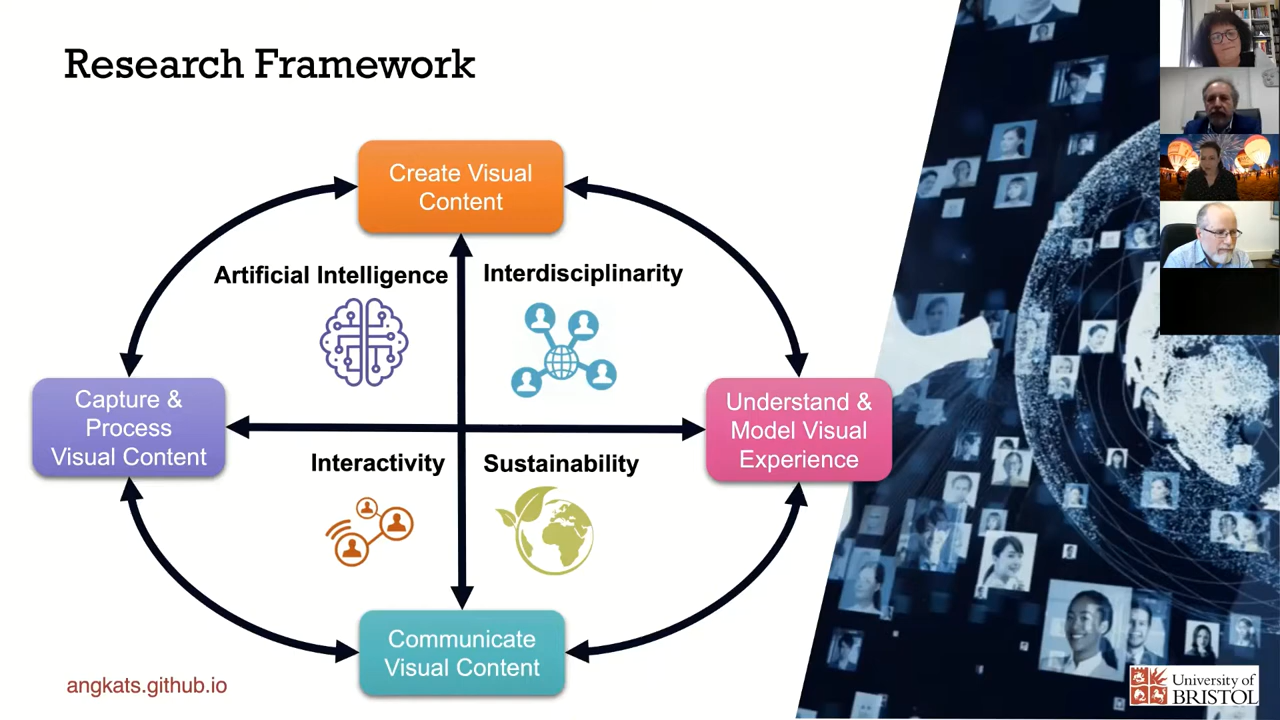 Research Framework
Create Visual
Content
Artificial Intelligence
Interdisciplinarity
Capture &
Process
Visual Content
Understand &
Model Visual
Experience
Interactivity
Sustainability
Communicate
Visual Content
angkats.github.io
University of
BRISTOL